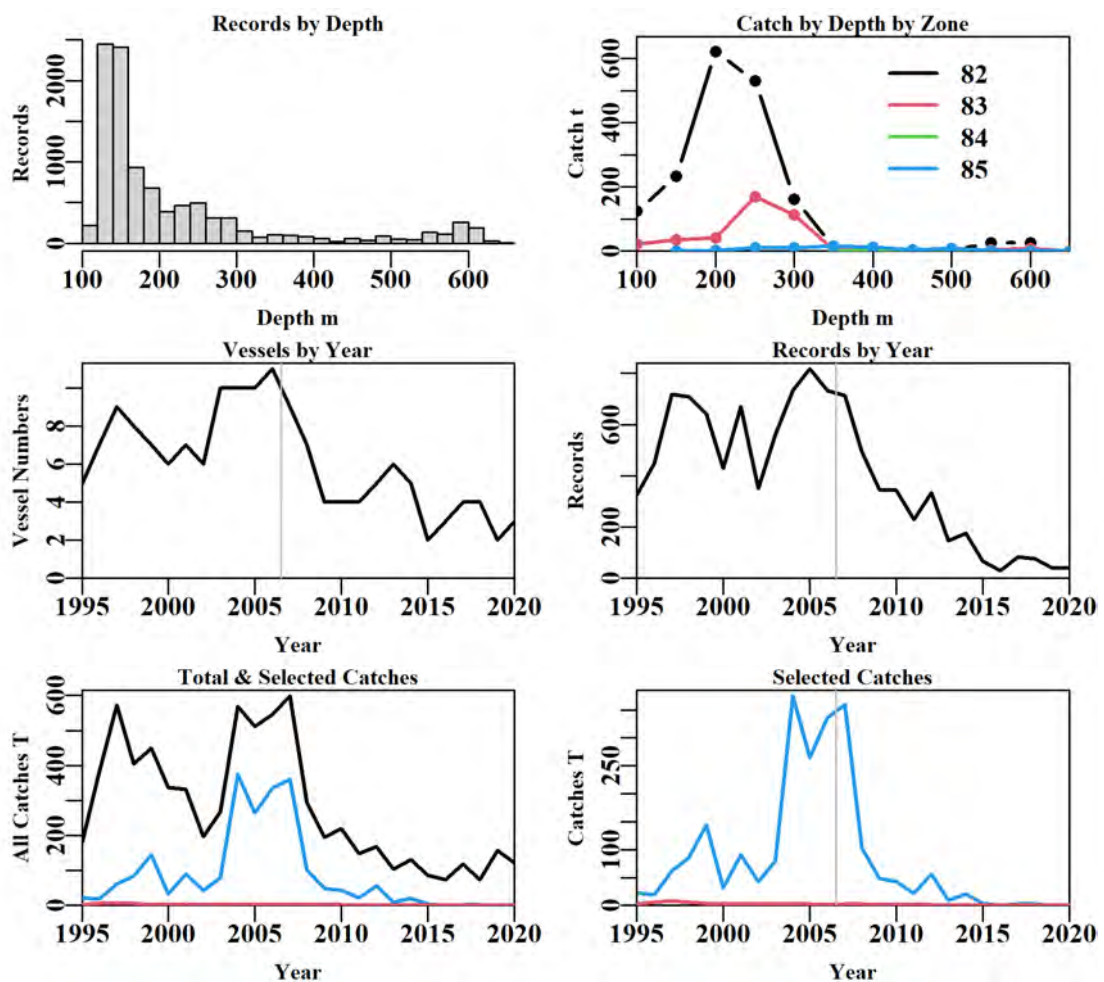 Records by Depth
Records
0 1000 2000
100 200 300 400 500 600
Depth m
Catch by Depth by Zone
Catch t
0 200 400 600
82
83
84
85
100 200 300 400 500 600
Depth m
Vessels by Year
Vessel Numbers
0 2 4 6 8
1995 2000 2005 2010 2015 2020
Year
Records by Year
Records
0 200 600
1995 2000 2005 2010 2015 2020
Year
Total & Selected Catches
All Catches T
0 200 400 600
1995 2000 2005 2010 2015 2020
Year
Selected Catches
Catches T
0 100 250
1995 2000 2005 2010 2015 2020
Year